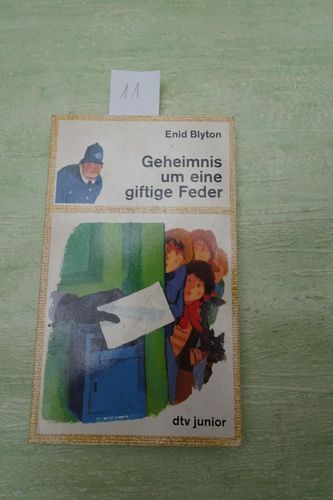 11
Enid Blyton
Geheimnis
um eine
giftige Feder
dtv junior